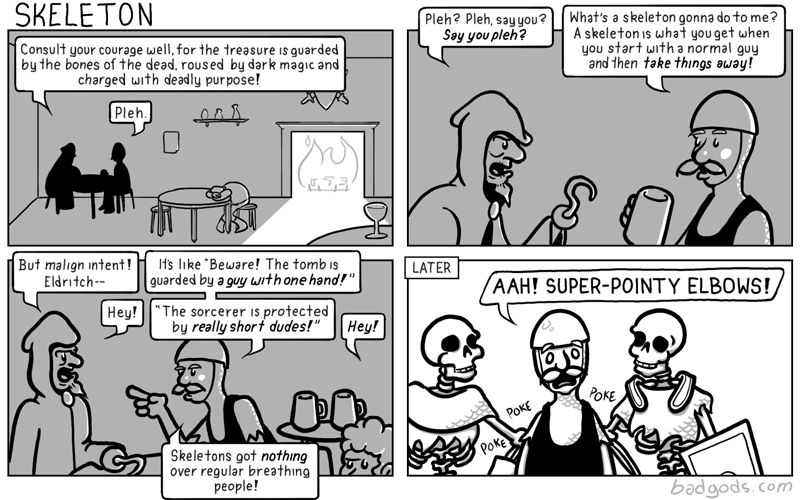 SKELETON
Consult your courage well, for the treasure is guarded
by the bones of the dead, roused by dark magic and
charged with deadly purpose!
Pleh.
Pleh? Pleh, say you?
Say you pleh?
What's a skeleton gonna do to me?
A skeleton is what you get when
you start with a normal guy
and then take things away!
But malign intent!
Eldritch--
It's like "Beware! The tomb is
guarded by a guy with one hand!"
Hey!
"The sorcerer is protected
by really short dudes!"
Hey!
Skeletons got nothing
over regular breathing
people!
LATER
AAH! SUPER-POINTY ELBOWS!
POKE
POKE
POKE
badgods.com